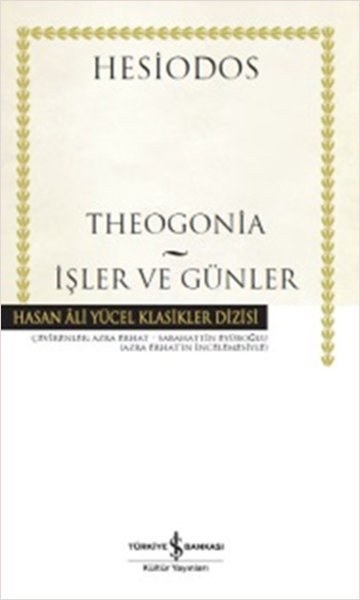 HESİODOS
THEOGONİA
~
İŞLER VE GÜNLER
HASAN ÂLİ YÜCEL KLASİKLER DİZİSİ
ÇEVİRENLER: AZRA ERHAT - SABAHATTİN EYÜBOĞLU
(AZRA ERHAT'IN İNCELEMESİYLE)
TÜRKİYE İŞ BANKASI
Kültür Yayınları